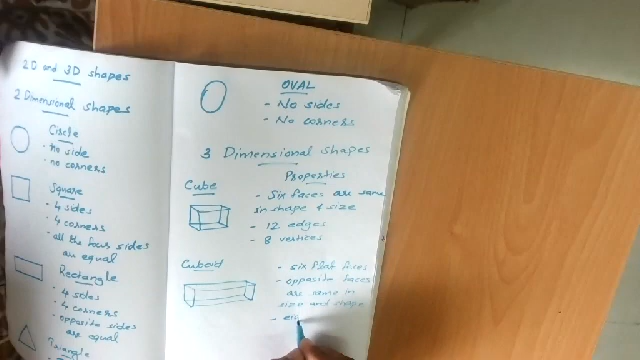 2D and 3D shapes
2 Dimensional shapes
Circle
- no side
- no corners
Square
- 4 sides
- 4 corners
- all the four sides
are equal
Rectangle
- 4 sides
- 4 corners
- opposite sides
are equal
Triangle
OVAL
- No sides
- No corners
3 Dimensional shapes
Properties
Cube
- Six faces are same
in shape & size
- 12 edges
- 8 vertices
Cuboid
- six flat faces
- opposite faces
are same in
size and shape